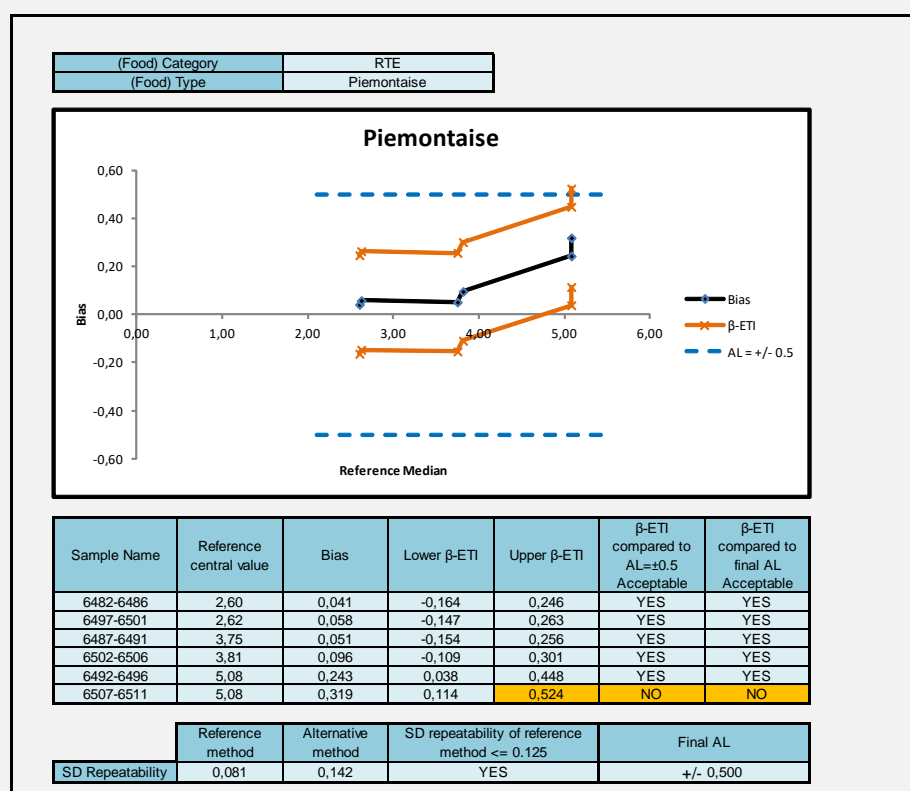 (Food) Category RTE
(Food) Type Piemontaise
Piemontaise
0,60
0,40
0,20
0,00
-0,20
-0,40
-0,60
0,00 1,00 2,00 3,00 4,00 5,00 6,00
Bias
Reference Median
Bias
β-ETI
AL = +/- 0.5
Sample Name Reference central value Bias Lower β-ETI Upper β-ETI β-ETI compared to AL=±0.5 Acceptable β-ETI compared to final AL Acceptable
6482-6486 2,60 0,041 -0,164 0,246 YES YES
6497-6501 2,62 0,058 -0,147 0,263 YES YES
6487-6491 3,75 0,051 -0,154 0,256 YES YES
6502-6506 3,81 0,096 -0,109 0,301 YES YES
6492-6496 5,08 0,243 0,038 0,448 YES YES
6507-6511 5,08 0,319 0,114 0,524 NO NO
Reference method Alternative method SD repeatability of reference method <= 0.125 Final AL
SD Repeatability 0,081 0,142 YES +/- 0,500